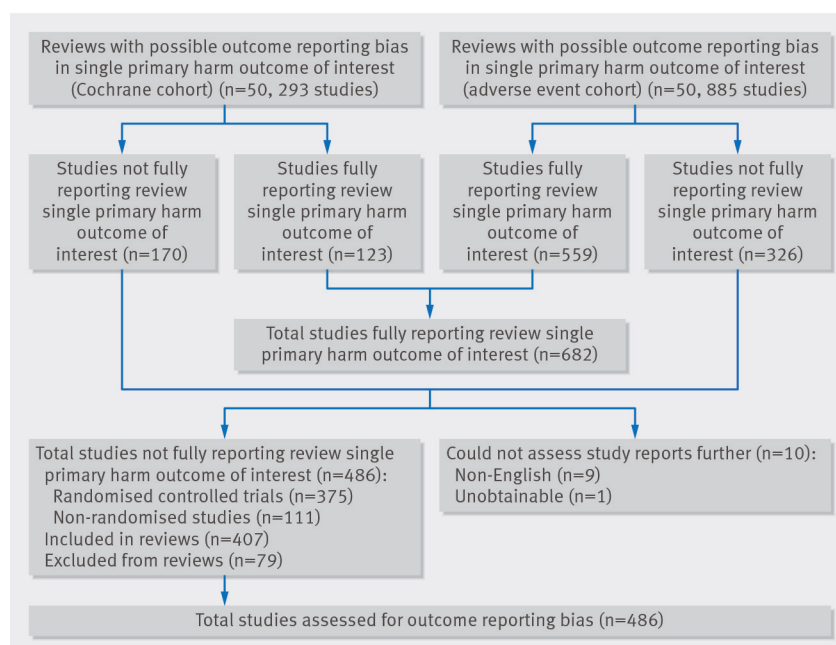 Reviews with possible outcome reporting bias
in single primary harm outcome of interest
(Cochrane cohort) (n=50, 293 studies)
Reviews with possible outcome reporting bias
in single primary harm outcome of interest
(adverse event cohort) (n=50, 885 studies)
Studies not fully
reporting review
single primary harm
outcome of
interest (n=170)
Studies fully
reporting review
single primary harm
outcome of
interest (n=123)
Studies fully
reporting review
single primary harm
outcome of
interest (n=559)
Studies not fully
reporting review
single primary harm
outcome of
interest (n=326)
Total studies fully reporting review single
primary harm outcome of interest (n=682)
Total studies not fully reporting review single
primary harm outcome of interest (n=486):
Randomised controlled trials (n=375)
Non-randomised studies (n=111)
Included in reviews (n=407)
Excluded from reviews (n=79)
Could not assess study reports further (n=10):
Non-English (n=9)
Unobtainable (n=1)
Total studies assessed for outcome reporting bias (n=486)